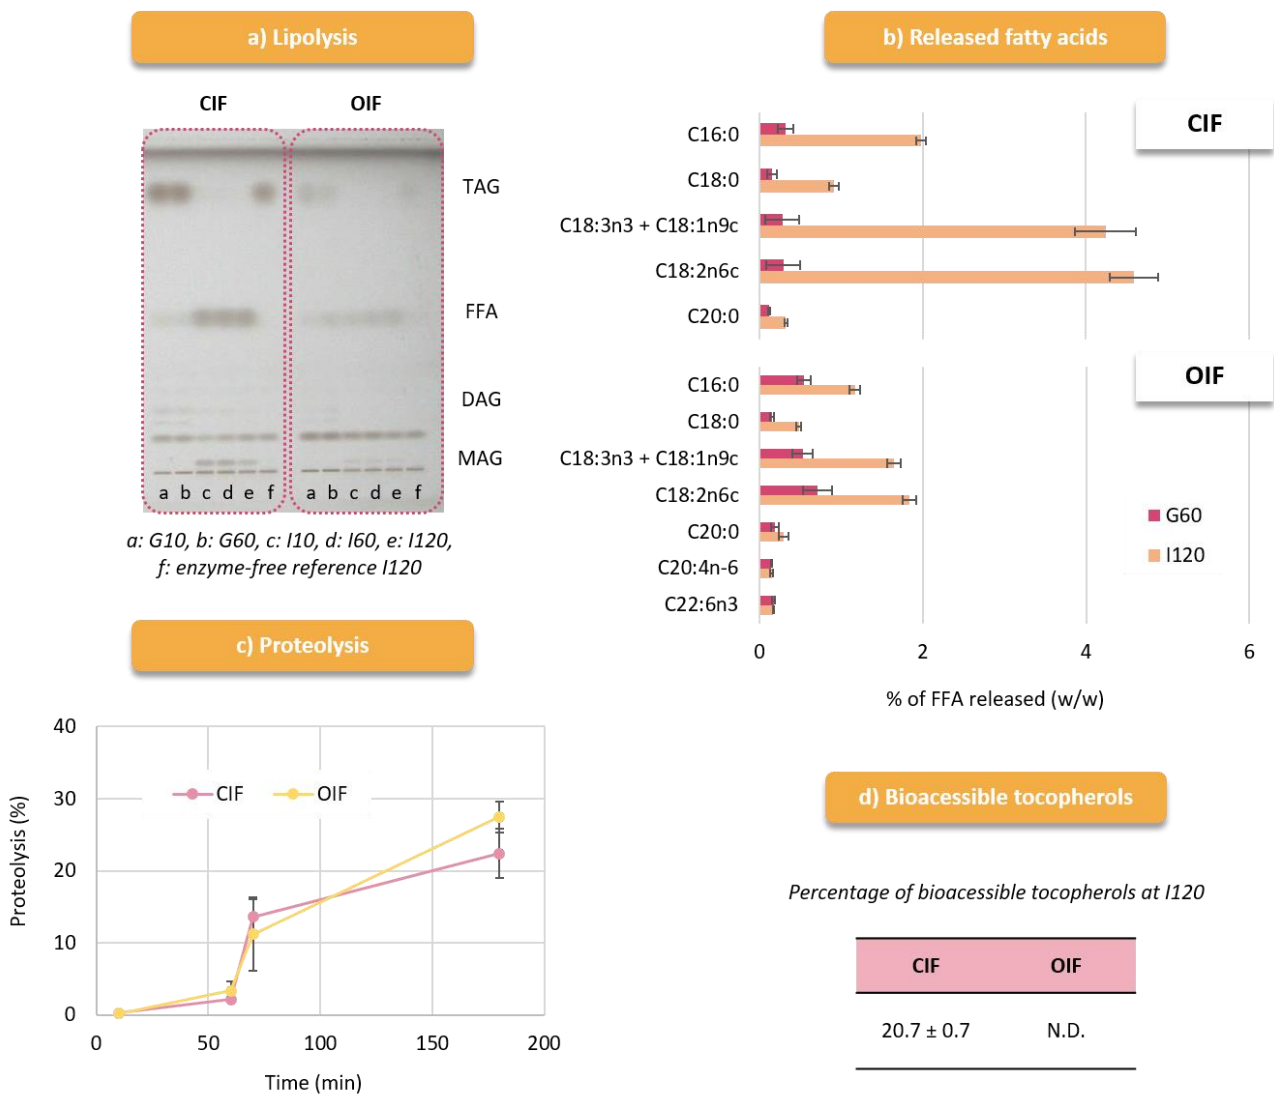 a) Lipolysis
CIF
OIF
TAG
FFA
DAG
MAG
a b c d e f
a b c d e f
a: G10, b: G60, c: I10, d: I60, e: I120,
f: enzyme-free reference I120
b) Released fatty acids
CIF
C16:0
C18:0
C18:3n3 + C18:1n9c
C18:2n6c
C20:0
OIF
C16:0
C18:0
C18:3n3 + C18:1n9c
C18:2n6c
C20:0
C20:4n-6
C22:6n3
G60
I120
0 2 4 6
% of FFA released (w/w)
c) Proteolysis
Proteolysis (%)
40
30
20
10
0
CIF OIF
0 50 100 150 200
Time (min)
d) Bioacessible tocopherols
Percentage of bioacessible tocopherols at I120
CIF OIF
20.7 ± 0.7 N.D.